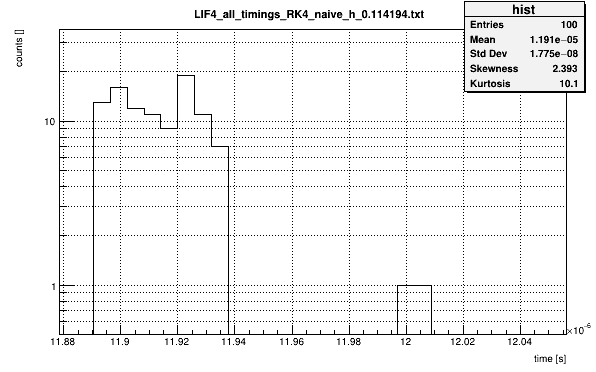 LIF4_all_timings_RK4_naive_h_0.114194.txt
hist
Entries 100
Mean 1.191e−05
Std Dev 1.775e−08
Skewness 2.393
Kurtosis 10.1
counts []
10
1
11.88 11.9 11.92 11.94 11.96 11.98 12 12.02 12.04
×10⁻⁶
time [s]